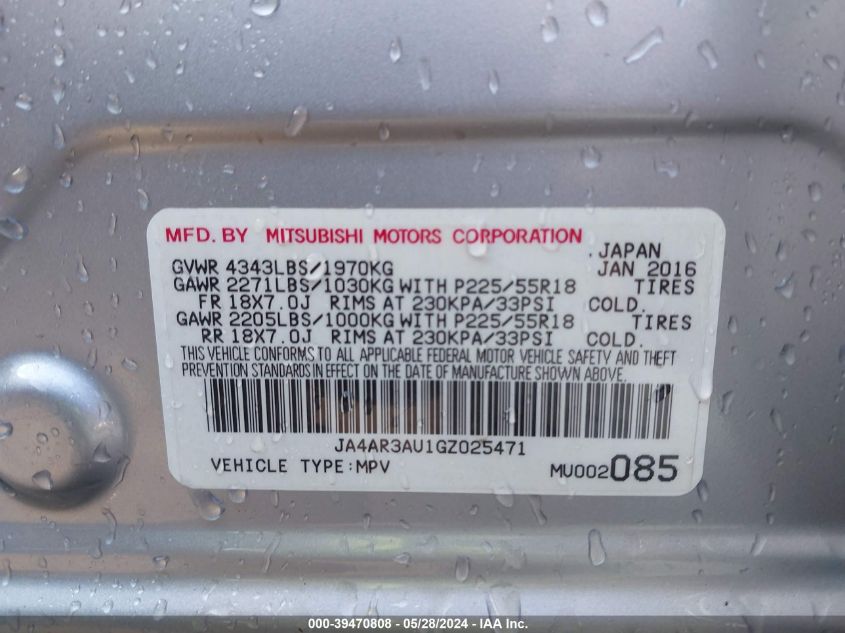 MFD. BY MITSUBISHI MOTORS CORPORATION
. JAPAN
GVWR 4343LBS/1970KG JAN 2016
GAWR 2271LBS/1030KG WITH P225/55R18 TIRES
FR 18X7.0J RIMS AT 230KPA/33PSI COLD.
GAWR 2205LBS/1000KG WITH P225/55R18 TIRES
RR 18X7.0J RIMS AT 230KPA/33PSI COLD.
THIS VEHICLE CONFORMS TO ALL APPLICABLE FEDERAL MOTOR VEHICLE SAFETY AND THEFT
PREVENTION STANDARDS IN EFFECT ON THE DATE OF MANUFACTURE SHOWN ABOVE.
JA4AR3AU1GZ025471
VEHICLE TYPE:MPV MU002085
000-39470808 - 05/28/2024 - IAA Inc.